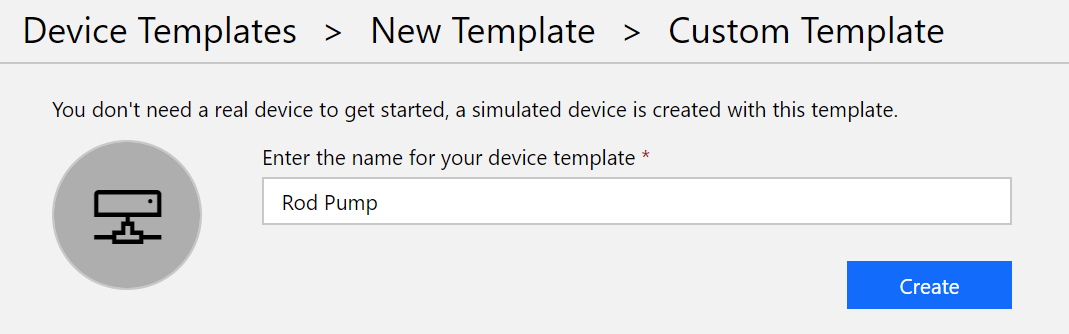 Device Templates > New Template > Custom Template
You don't need a real device to get started, a simulated device is created with this template.
Enter the name for your device template *
Rod Pump
Create